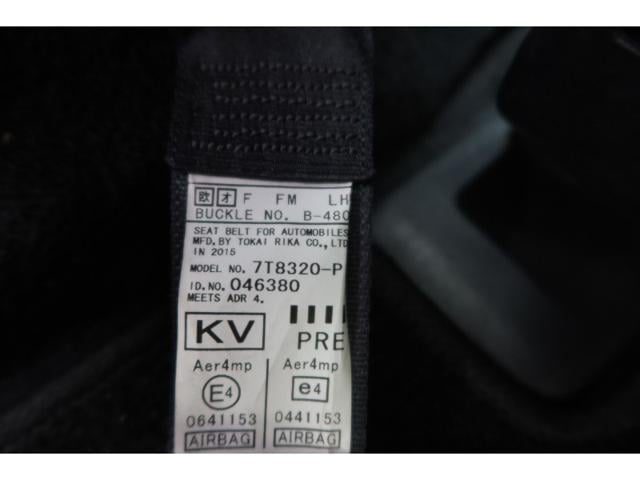 欧 オ F FM LH
BUCKLE NO. B-480
SEAT BELT FOR AUTOMOBILES
MFD. BY TOKAI RIKA CO., LTD
IN 2015
MODEL NO. 7T8320-P
ID.NO. 046380
MEETS ADR 4.
KV PRE
Aer4mp Aer4mp
E4 e4
0641153 0441153
AIRBAG AIRBAG